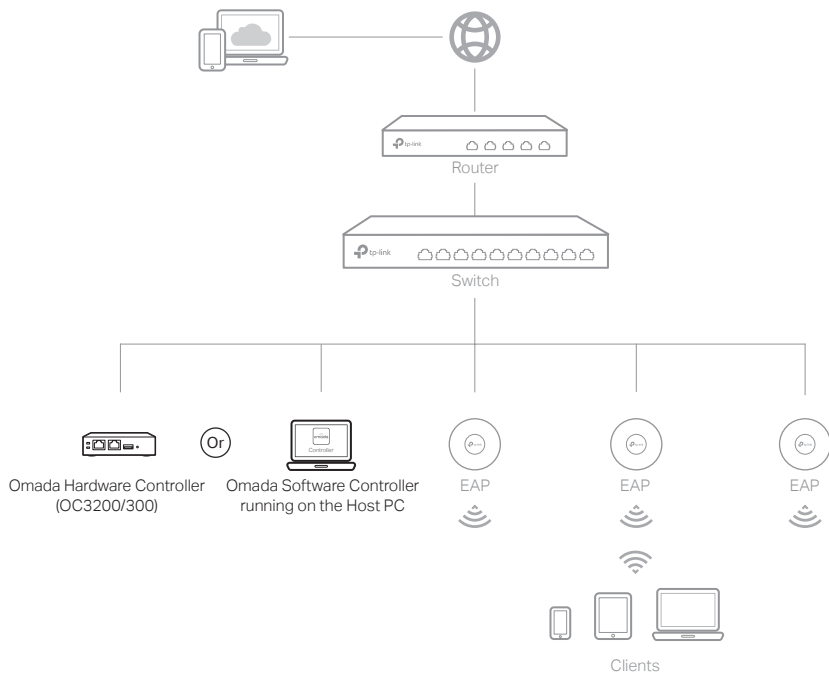 tp-link
Router
tp-link
Switch
Or
omada
Controller
Omada Hardware Controller
(OC3200/300)
Omada Software Controller
running on the Host PC
EAP
EAP
EAP
Clients